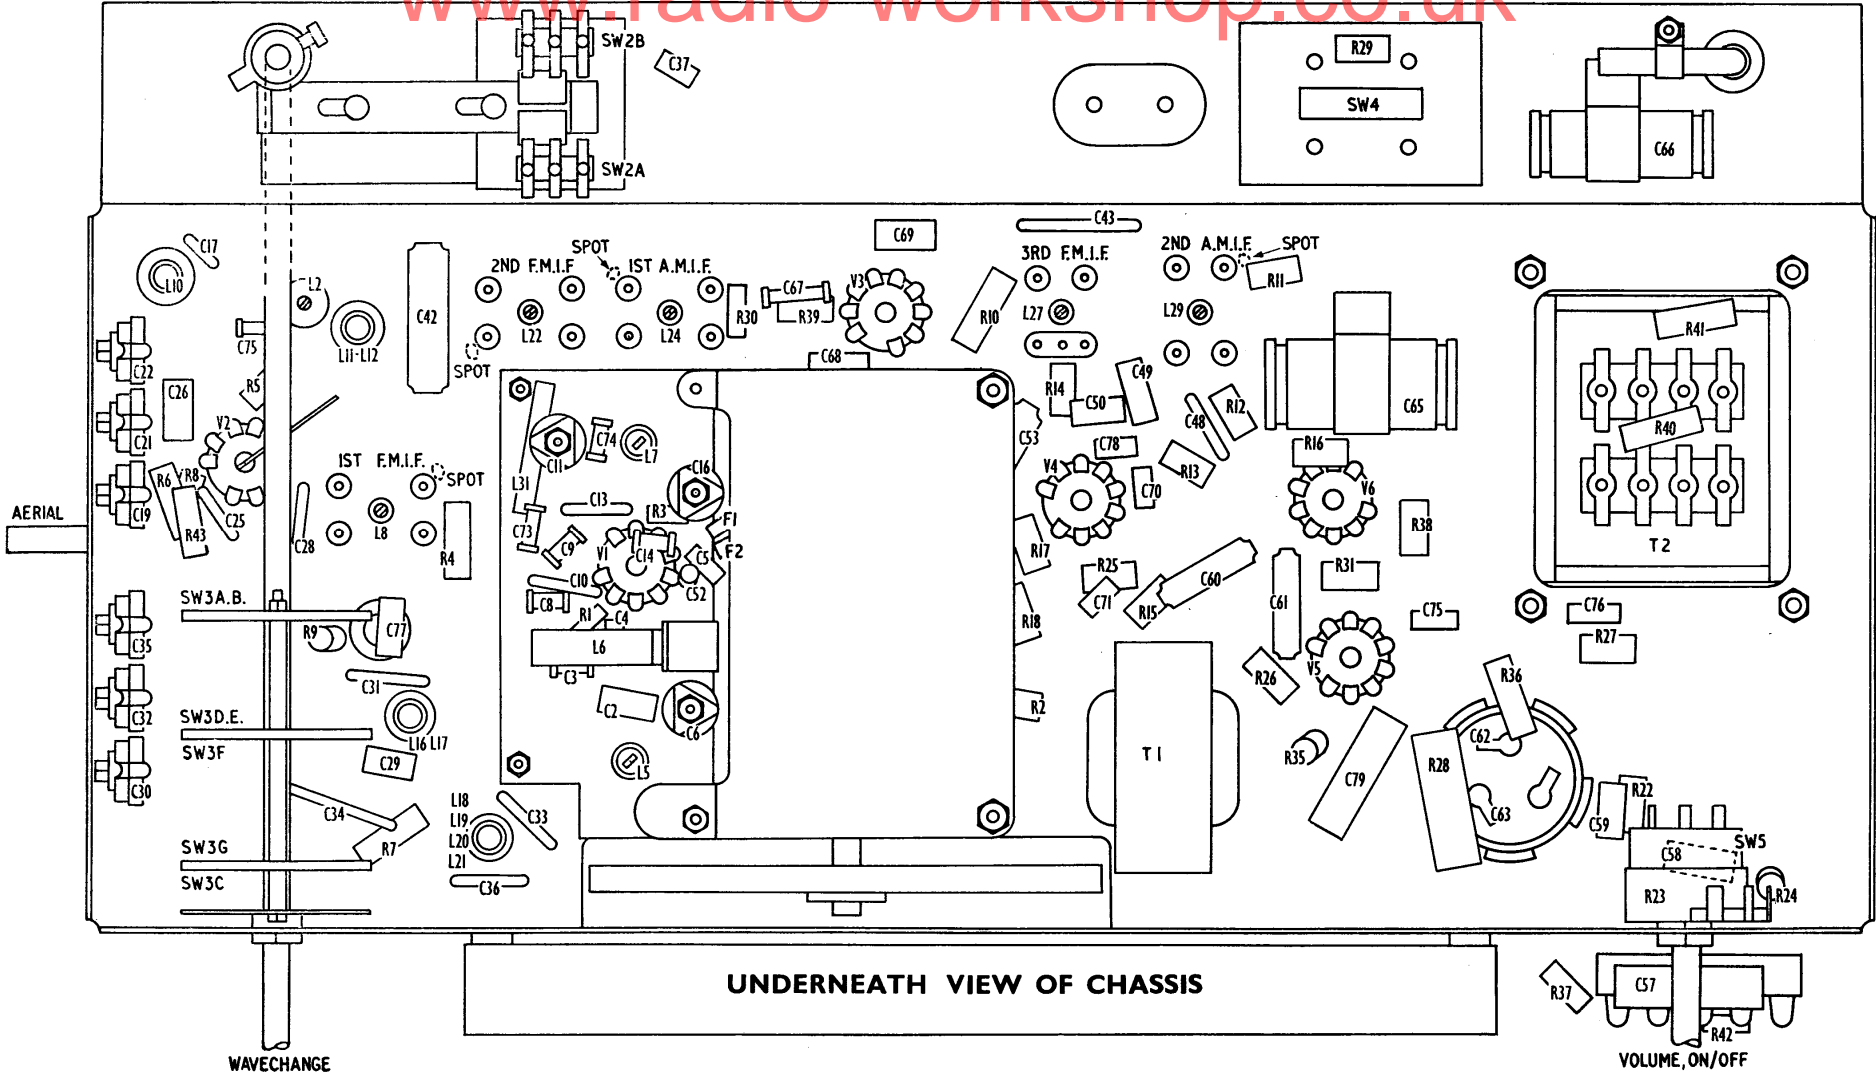 www.radio-workshop.co.uk
SW2B
C37
R29
SW4
C66
SW2A
C43
C69
C17
L10
L2
C75
L11-L12
C42
2ND F.M.I.F
SPOT
1ST A.M.I.F.
L22
L24
SPOT
R30
C67
R39
V3
C68
R10
3RD F.M.I.F.
L27
2ND A.M.I.F.
SPOT
R11
L29
R41
R40
T2
C22
C21
C19
C26
R5
V2
R6
R8
R43
C25
C28
1ST F.M.I.F.
SPOT
L8
R4
AERIAL
C11
C74
L7
C16
L31
C13
R3
F1
F2
C73
C9
V1
C14
C5
C52
C10
C8
R1
C4
L6
C3
C2
C6
L5
C53
R14
C50
C49
C48
R12
C65
C78
R13
R16
V4
C70
V6
R38
R17
R25
C71
R15
C60
C61
R31
C75
C76
R27
R18
R26
V5
R2
R36
C62
R35
C79
R28
C63
T1
R22
C59
SW5
C58
R23
R24
SW3A.B.
R9
C77
C35
C31
C32
SW3D.E.
SW3F
L16 L17
C29
C30
C34
R7
SW3G
SW3C
L18
L19
L20
L21
C33
C36
UNDERNEATH VIEW OF CHASSIS
R37
C57
R42
WAVECHANGE
VOLUME, ON/OFF